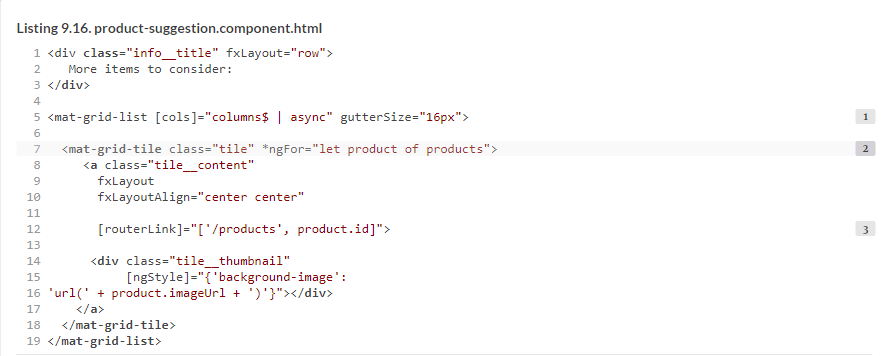 Listing 9.16. product-suggestion.component.html
1 <div class="info__title" fxLayout="row">
2    More items to consider:
3 </div>
4
5 <mat-grid-list [cols]="columns$ | async" gutterSize="16px"> 1
6
7   <mat-grid-tile class="tile" *ngFor="let product of products"> 2
8      <a class="tile__content"
9        fxLayout
10        fxLayoutAlign="center center"
11
12        [routerLink]="['/products', product.id]"> 3
13
14       <div class="tile__thumbnail"
15            [ngStyle]="{'background-image':
16 'url(' + product.imageUrl + ')'}"></div>
17     </a>
18   </mat-grid-tile>
19 </mat-grid-list>